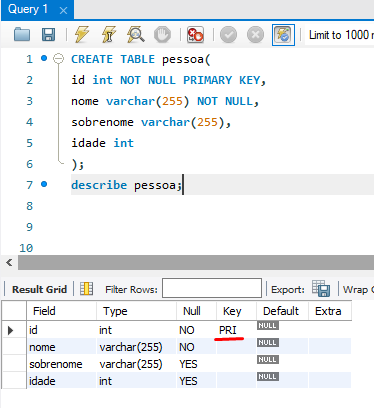 Query 1
Limit to 1000 r
1 CREATE TABLE pessoa(
2 id int NOT NULL PRIMARY KEY,
3 nome varchar(255) NOT NULL,
4 sobrenome varchar(255),
5 idade int
6 );
7 describe pessoa;
8
9
10
Result Grid Filter Rows: Export: Wrap C
Field Type Null Key Default Extra
id int NO PRI NULL
nome varchar(255) NO NULL
sobrenome varchar(255) YES NULL
idade int YES NULL